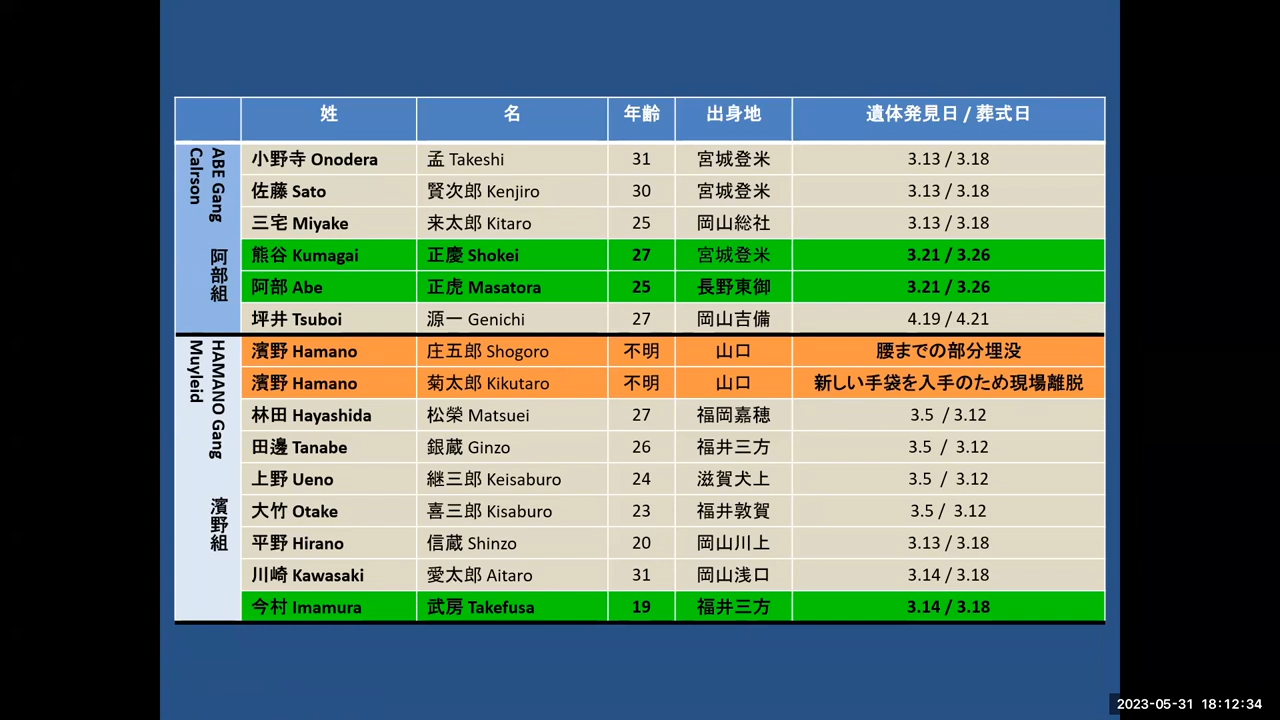 姓 名 年齢 出身地 遺体発見日 / 葬式日
ABE Gang
Calrson
阿部組
小野寺 Onodera 孟 Takeshi 31 宮城登米 3.13 / 3.18
佐藤 Sato 賢次郎 Kenjiro 30 宮城登米 3.13 / 3.18
三宅 Miyake 来太郎 Kitaro 25 岡山総社 3.13 / 3.18
熊谷 Kumagai 正慶 Shokei 27 宮城登米 3.21 / 3.26
阿部 Abe 正虎 Masatora 25 長野東御 3.21 / 3.26
坪井 Tsuboi 源一 Genichi 27 岡山吉備 4.19 / 4.21
HAMANO Gang
Muyleid
濱野組
濱野 Hamano 庄五郎 Shogoro 不明 山口 腰までの部分埋没
濱野 Hamano 菊太郎 Kikutaro 不明 山口 新しい手袋を入手のため現場離脱
林田 Hayashida 松榮 Matsuei 27 福岡嘉穂 3.5 / 3.12
田邊 Tanabe 銀蔵 Ginzo 26 福井三方 3.5 / 3.12
上野 Ueno 継三郎 Keisaburo 24 滋賀犬上 3.5 / 3.12
大竹 Otake 喜三郎 Kisaburo 23 福井敦賀 3.5 / 3.12
平野 Hirano 信蔵 Shinzo 20 岡山川上 3.13 / 3.18
川崎 Kawasaki 愛太郎 Aitaro 31 岡山浅口 3.14 / 3.18
今村 Imamura 武房 Takefusa 19 福井三方 3.14 / 3.18
2023-05-31 18:12:34